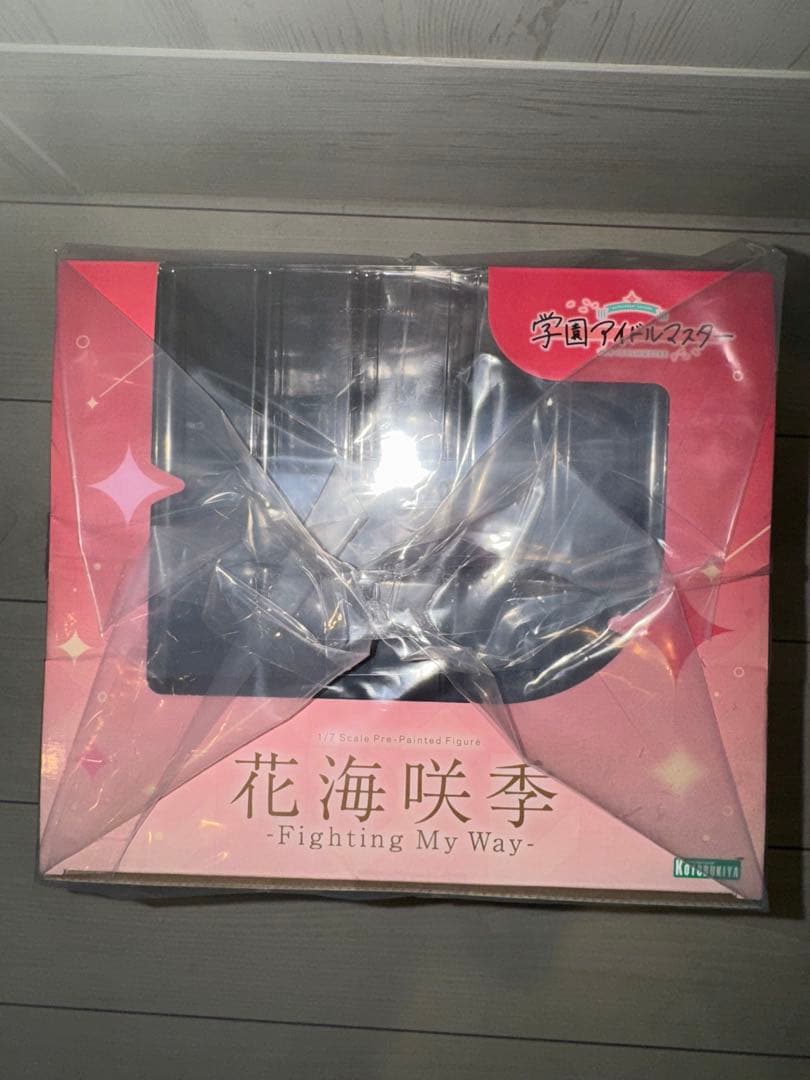 学園アイドルマスター
1/7 Scale Pre-Painted Figure
花海咲季
-Fighting My Way-
KOTOBUKIYA